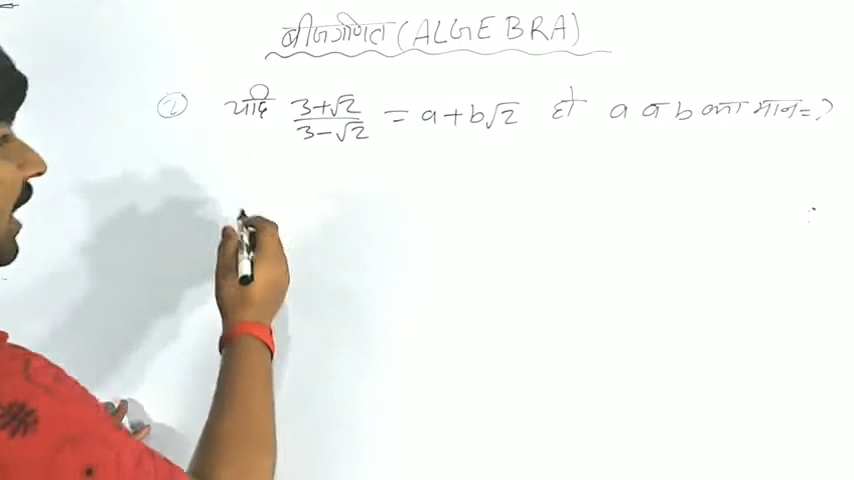 बीजगणित (ALGEBRA)
② यदि 3+√2/3-√2 = a+b√2 हो a व b का मान = ?